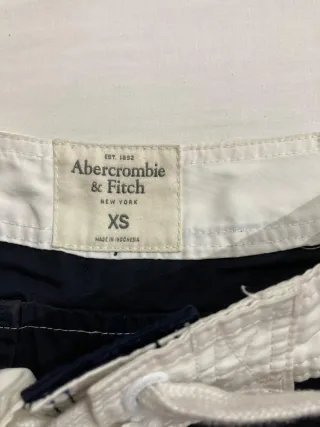 EST. 1892
Abercrombie
& Fitch
NEW YORK
XS
MADE IN INDONESIA